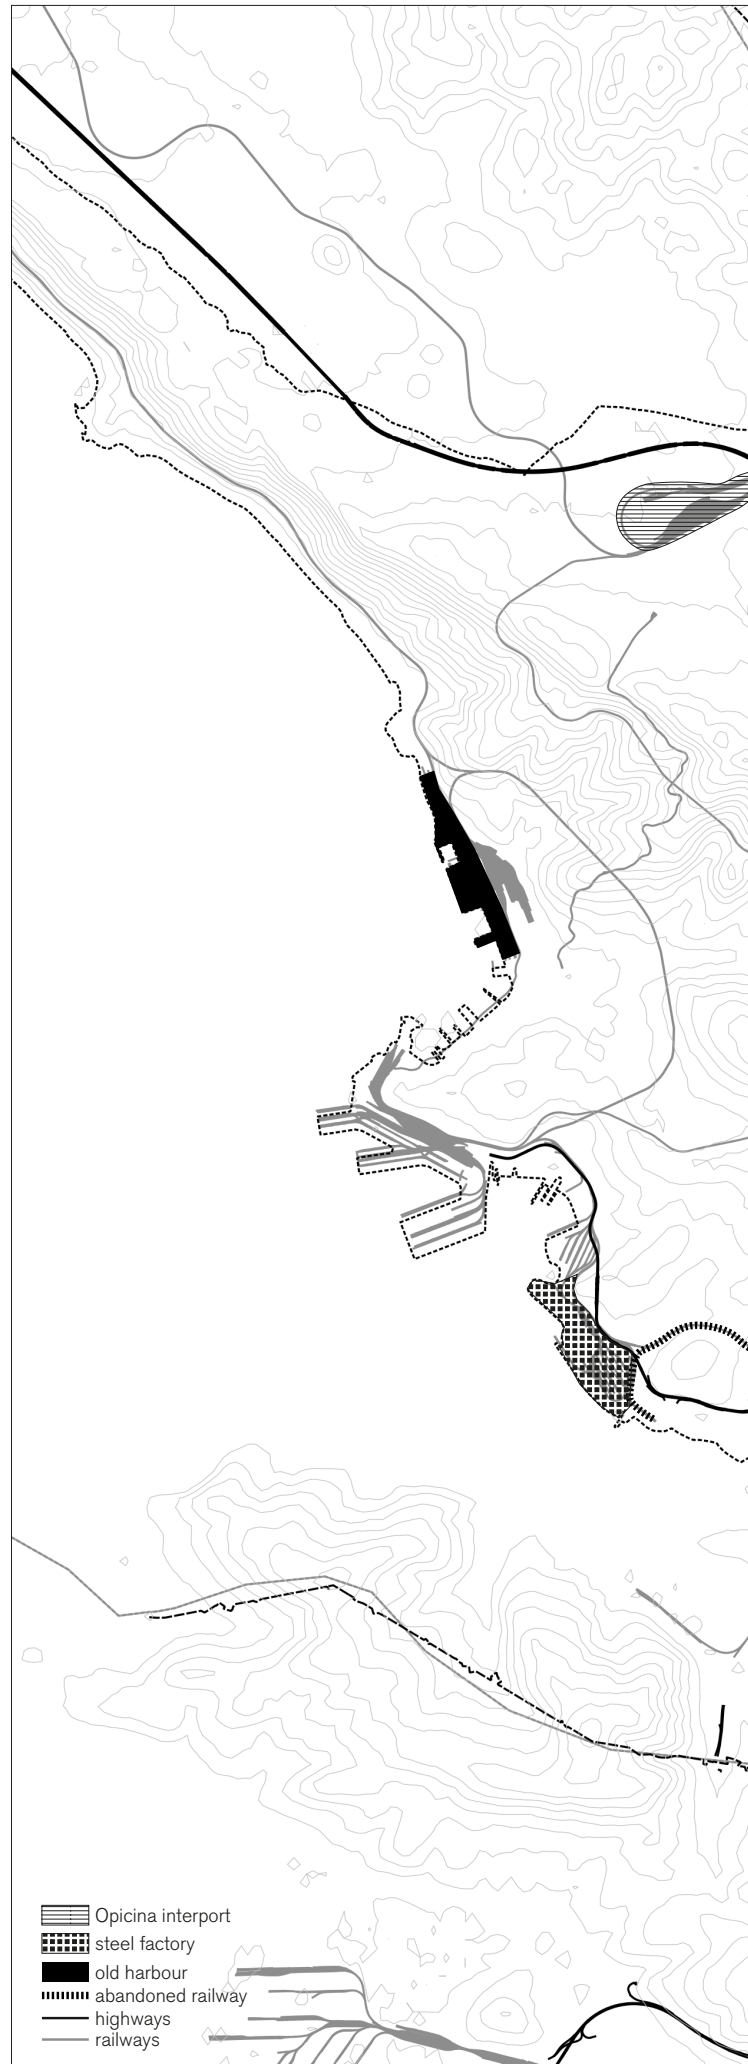 Opicina interport
steel factory
old harbour
abandoned railway
highways
railways